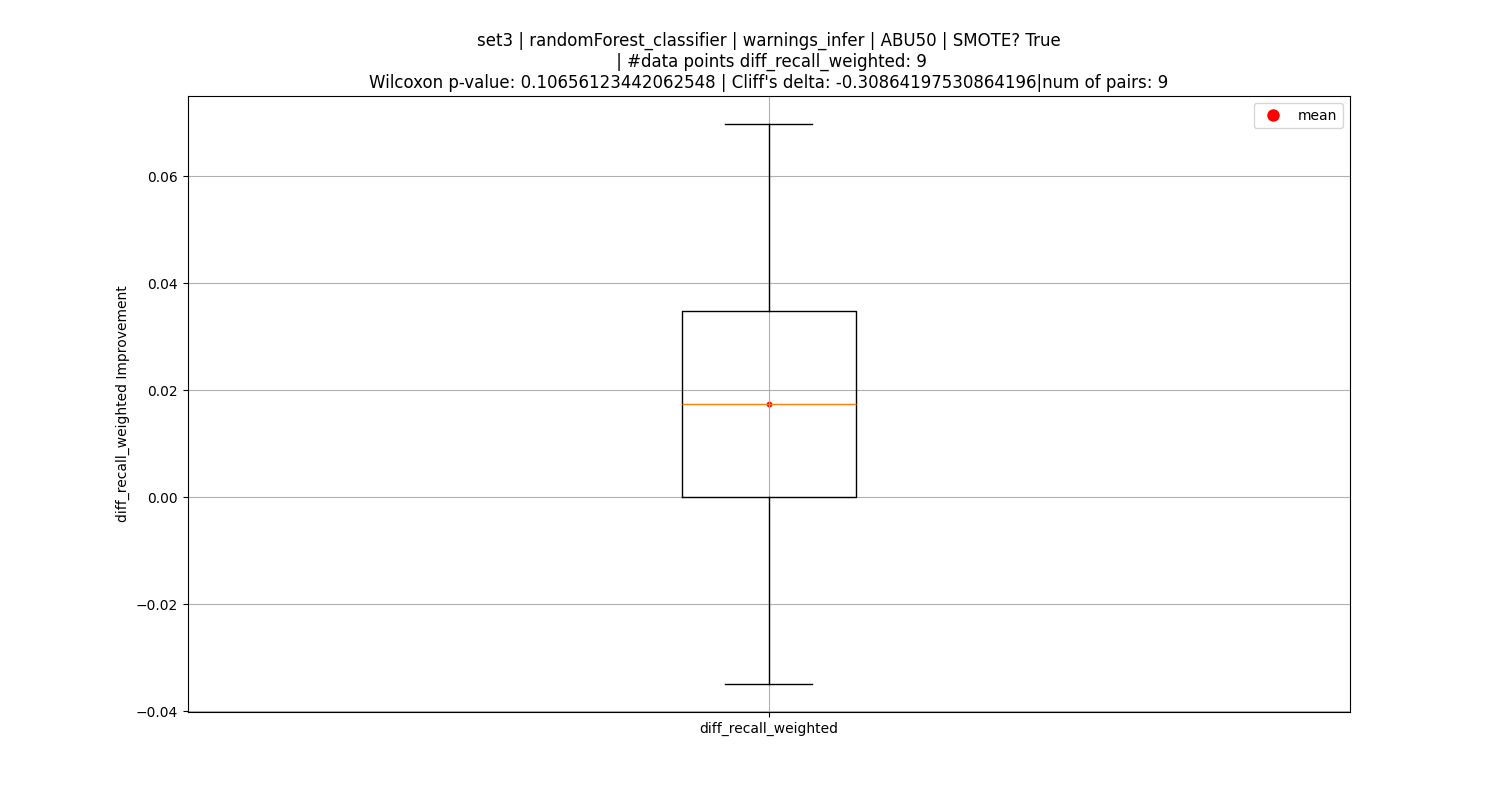 set3 | randomForest_classifier | warnings_infer | ABU50 | SMOTE? True
| #data points diff_recall_weighted: 9
Wilcoxon p-value: 0.10656123442062548 | Cliff's delta: -0.30864197530864196|num of pairs: 9
mean
0.06
0.04
0.02
0.00
−0.02
−0.04
diff_recall_weighted Improvement
diff_recall_weighted